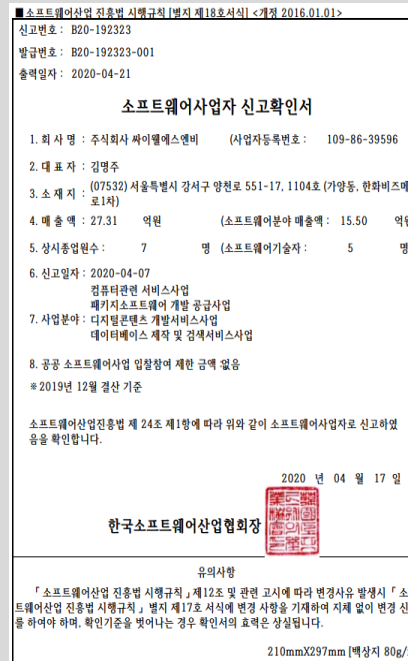 ■ 소프트웨어산업 진흥법 시행규칙 [별지 제18호서식] <개정 2016.01.01>
신고번호 : B20-192323
발급번호 : B20-192323-001
출력일자 : 2020-04-21
소프트웨어사업자 신고확인서
1. 회 사 명 : 주식회사 싸이웰에스엔비 (사업자등록번호 : 109-86-39596
2. 대 표 자 : 김명주
3. 소 재 지 : (07532) 서울특별시 강서구 양천로 551-17, 1104호 (가양동, 한화비즈메
로1차)
4. 매 출 액 : 27.31 억원 (소프트웨어분야 매출액 : 15.50 억원
5. 상시종업원수 : 7 명 (소프트웨어기술자 : 5 명
6. 신고일자 : 2020-04-07
컴퓨터관련 서비스사업
패키지소프트웨어 개발 공급사업
7. 사업분야 : 디지털콘텐츠 개발서비스사업
데이터베이스 제작 및 검색서비스사업
8. 공공 소프트웨어사업 입찰참여 제한 금액 :없음
※2019년 12월 결산 기준
소프트웨어산업진흥법 제 24조 제1항에 따라 위와 같이 소프트웨어사업자로 신고하였
음을 확인합니다.
2020 년 04 월 17 일
한국소프트웨어산업협회장
유의사항
「 소프트웨어산업 진흥법 시행규칙 」제12조 및 관련 고시에 따라 변경사유 발생시 「 소
트웨어산업 진흥법 시행규칙 」 별지 제17호 서식에 변경 사항을 기재하여 지체 없이 변경 신
를 하여야 하며, 확인기준을 벗어나는 경우 확인서의 효력은 상실됩니다.
210mmX297mm [백상지 80g/